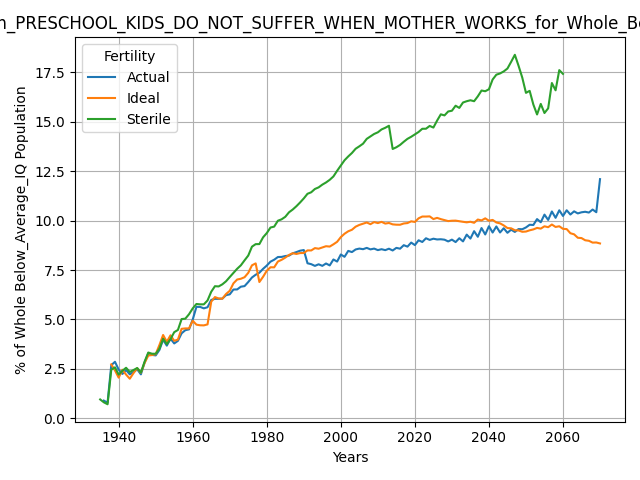 n_PRESCHOOL_KIDS_DO_NOT_SUFFER_WHEN_MOTHER_WORKS_for_Whole_Be
Fertility
Actual
Ideal
Sterile
% of Whole Below_Average_IQ Population
17.5
15.0
12.5
10.0
7.5
5.0
2.5
0.0
1940 1960 1980 2000 2020 2040 2060
Years